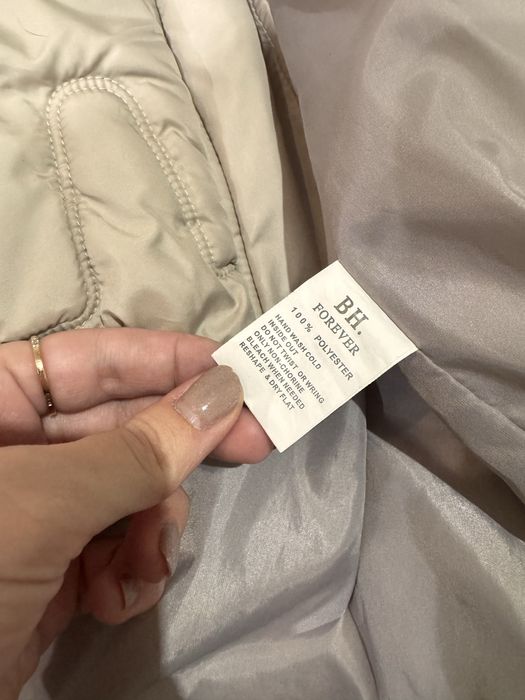 BH.
FOREVER
100% POLYESTER
HAND WASH COLD
INSIDE OUT
DO NOT TWIST OR WRING
ONLY NON-CHORINE
BLEACH WHEN NEEDED
RESHAPE & DRY FLAT